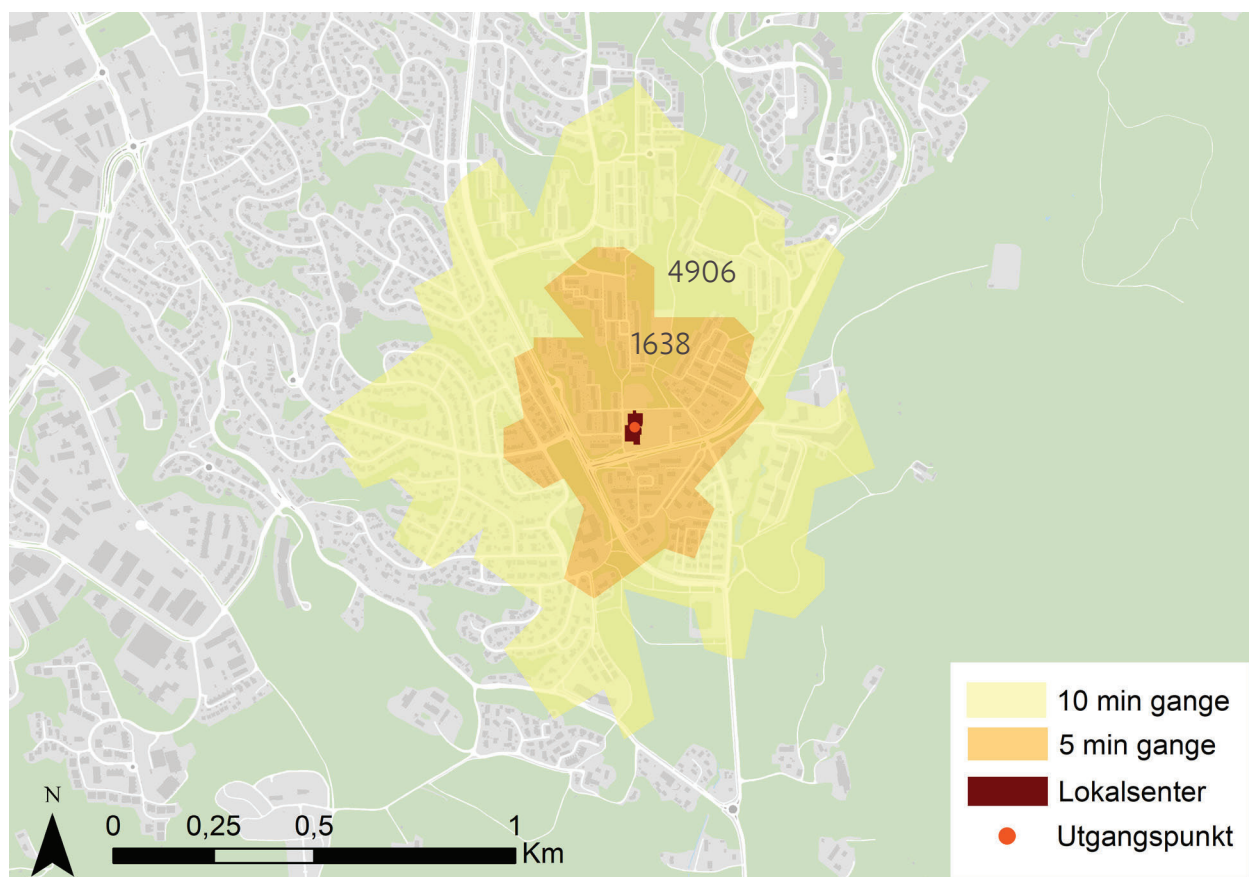 4906
1638
10 min gange
5 min gange
Lokalsenter
Utgangspunkt
N
0 0,25 0,5 1
Km